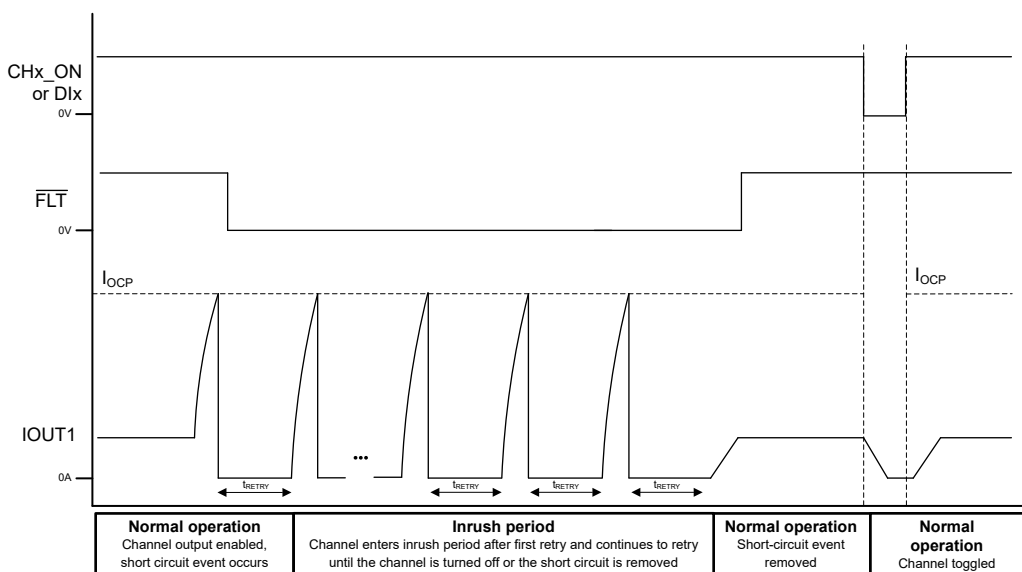 CHx_ON
or DIx
0V
FLT
0V
IOCP
IOCP
IOUT1
...
0A
tRETRY
tRETRY
tRETRY
tRETRY
Normal operation
Channel output enabled,
short circuit event occurs
Inrush period
Channel enters inrush period after first retry and continues to retry
until the channel is turned off or the short circuit is removed
Normal operation
Short-circuit event
removed
Normal
operation
Channel toggled